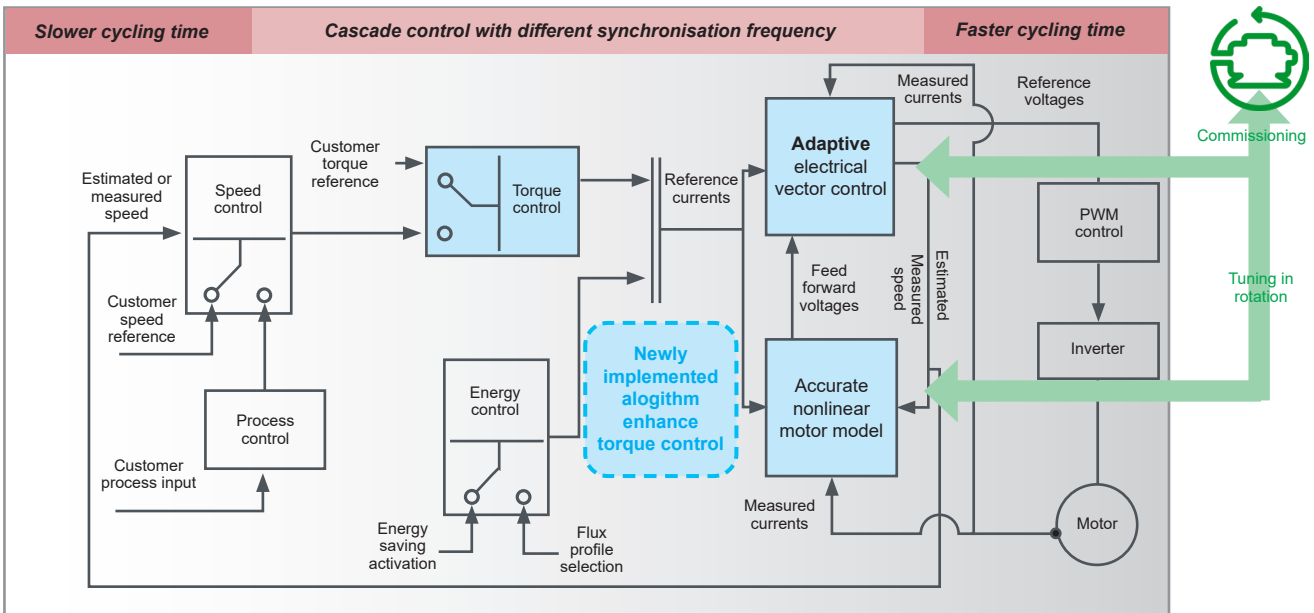 Slower cycling time
Cascade control with different synchronisation frequency
Faster cycling time
Commissioning
Tuning in
rotation
Measured
currents
Reference
voltages
Customer
torque
reference
Estimated or
measured
speed
Speed
control
Torque
control
Reference
currents
Adaptive
electrical
vector control
PWM
control
Customer
speed
reference
Feed
forward
voltages
Estimated
Measured
speed
Inverter
Newly
implemented
alogithm
enhance
torque control
Energy
control
Accurate
nonlinear
motor model
Process
control
Customer
process input
Measured
currents
Motor
Energy
saving
activation
Flux
profile
selection